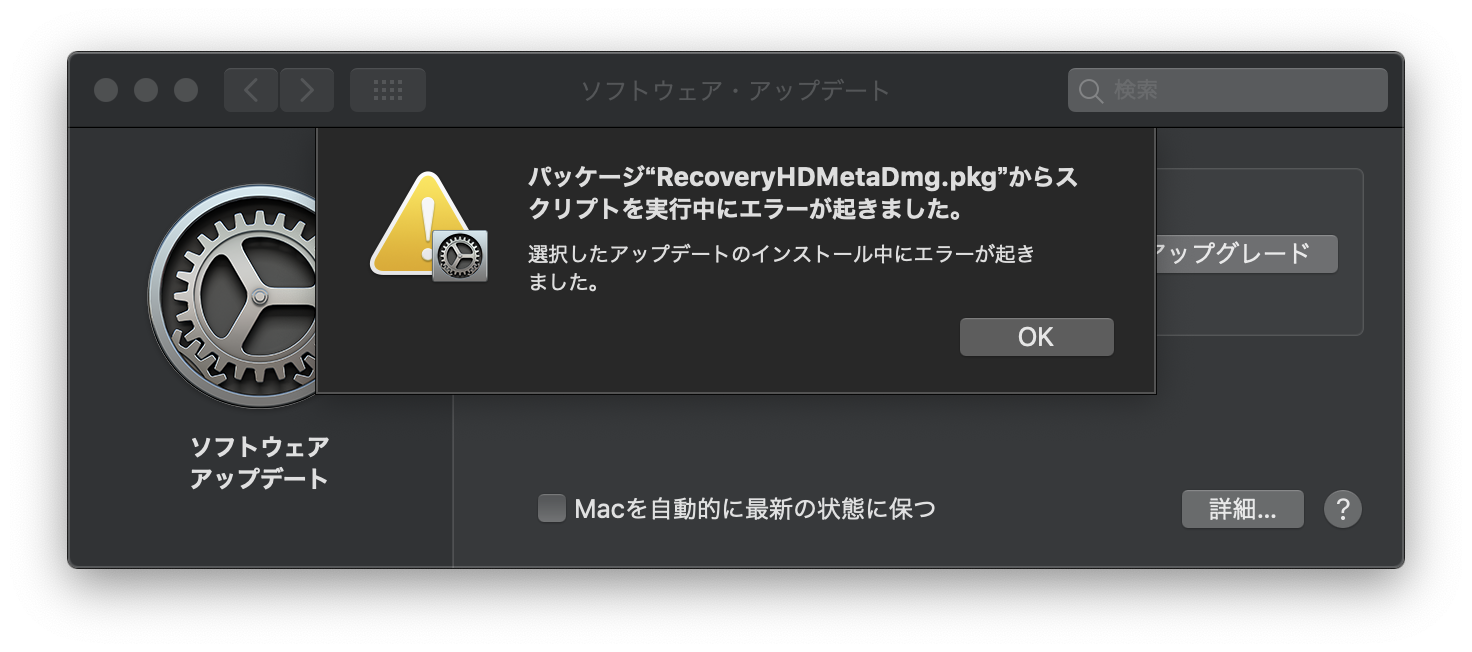 ソフトウェア・アップデート
検索
パッケージ“RecoveryHDMetaDmg.pkg”からス
クリプトを実行中にエラーが起きました。
選択したアップデートのインストール中にエラーが起き
ました。
OK
アップグレード
ソフトウェア
アップデート
Macを自動的に最新の状態に保つ
詳細...
?